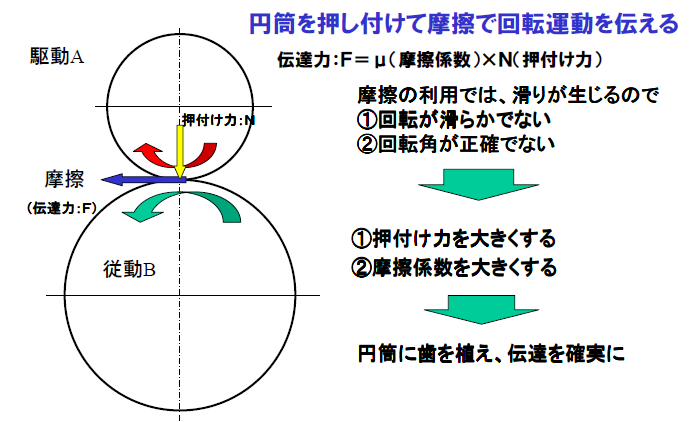 円筒を押し付けて摩擦で回転運動を伝える
伝達力：F＝μ（摩擦係数）×N（押付け力）
駆動A
押付け力：N
摩擦
（伝達力：F）
従動B
摩擦の利用では、滑りが生じるので
①回転が滑らかでない
②回転角が正確でない
①押付け力を大きくする
②摩擦係数を大きくする
円筒に歯を植え、伝達を確実に